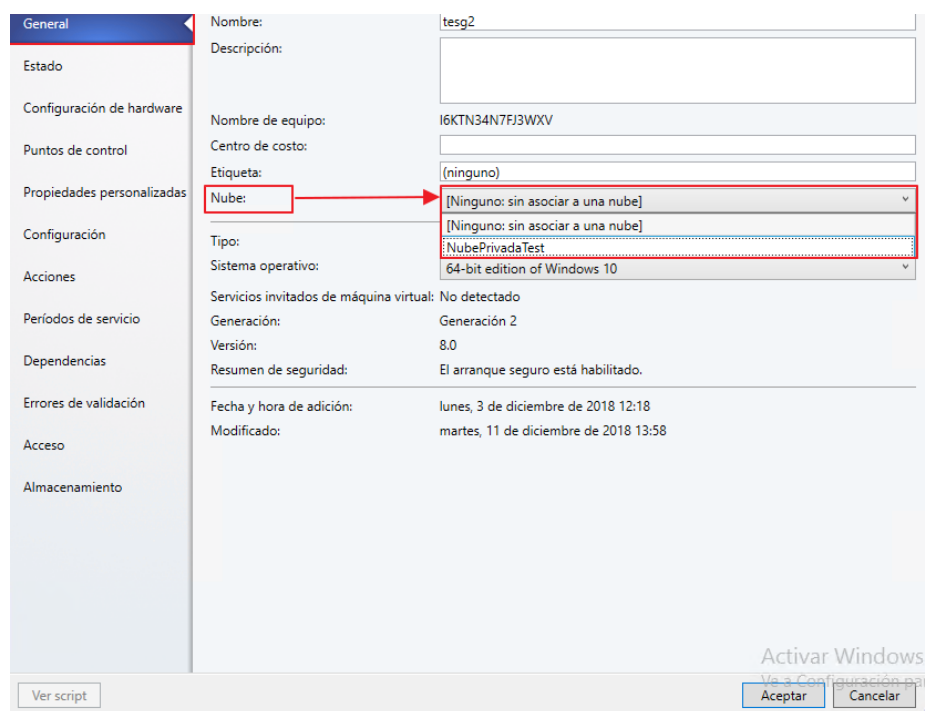 General
Estado
Configuración de hardware
Puntos de control
Propiedades personalizadas
Configuración
Acciones
Períodos de servicio
Dependencias
Errores de validación
Acceso
Almacenamiento
Nombre: tesg2
Descripción:
Nombre de equipo: I6KTN34N7FJ3WXV
Centro de costo:
Etiqueta: (ninguno)
Nube: [Ninguno: sin asociar a una nube]
[Ninguno: sin asociar a una nube]
NubePrivadaTest
Tipo:
Sistema operativo: 64-bit edition of Windows 10
Servicios invitados de máquina virtual: No detectado
Generación: Generación 2
Versión: 8.0
Resumen de seguridad: El arranque seguro está habilitado.
Fecha y hora de adición: lunes, 3 de diciembre de 2018 12:18
Modificado: martes, 11 de diciembre de 2018 13:58
Activar Windows
Ve a Configuración pa
Ver script
Aceptar Cancelar